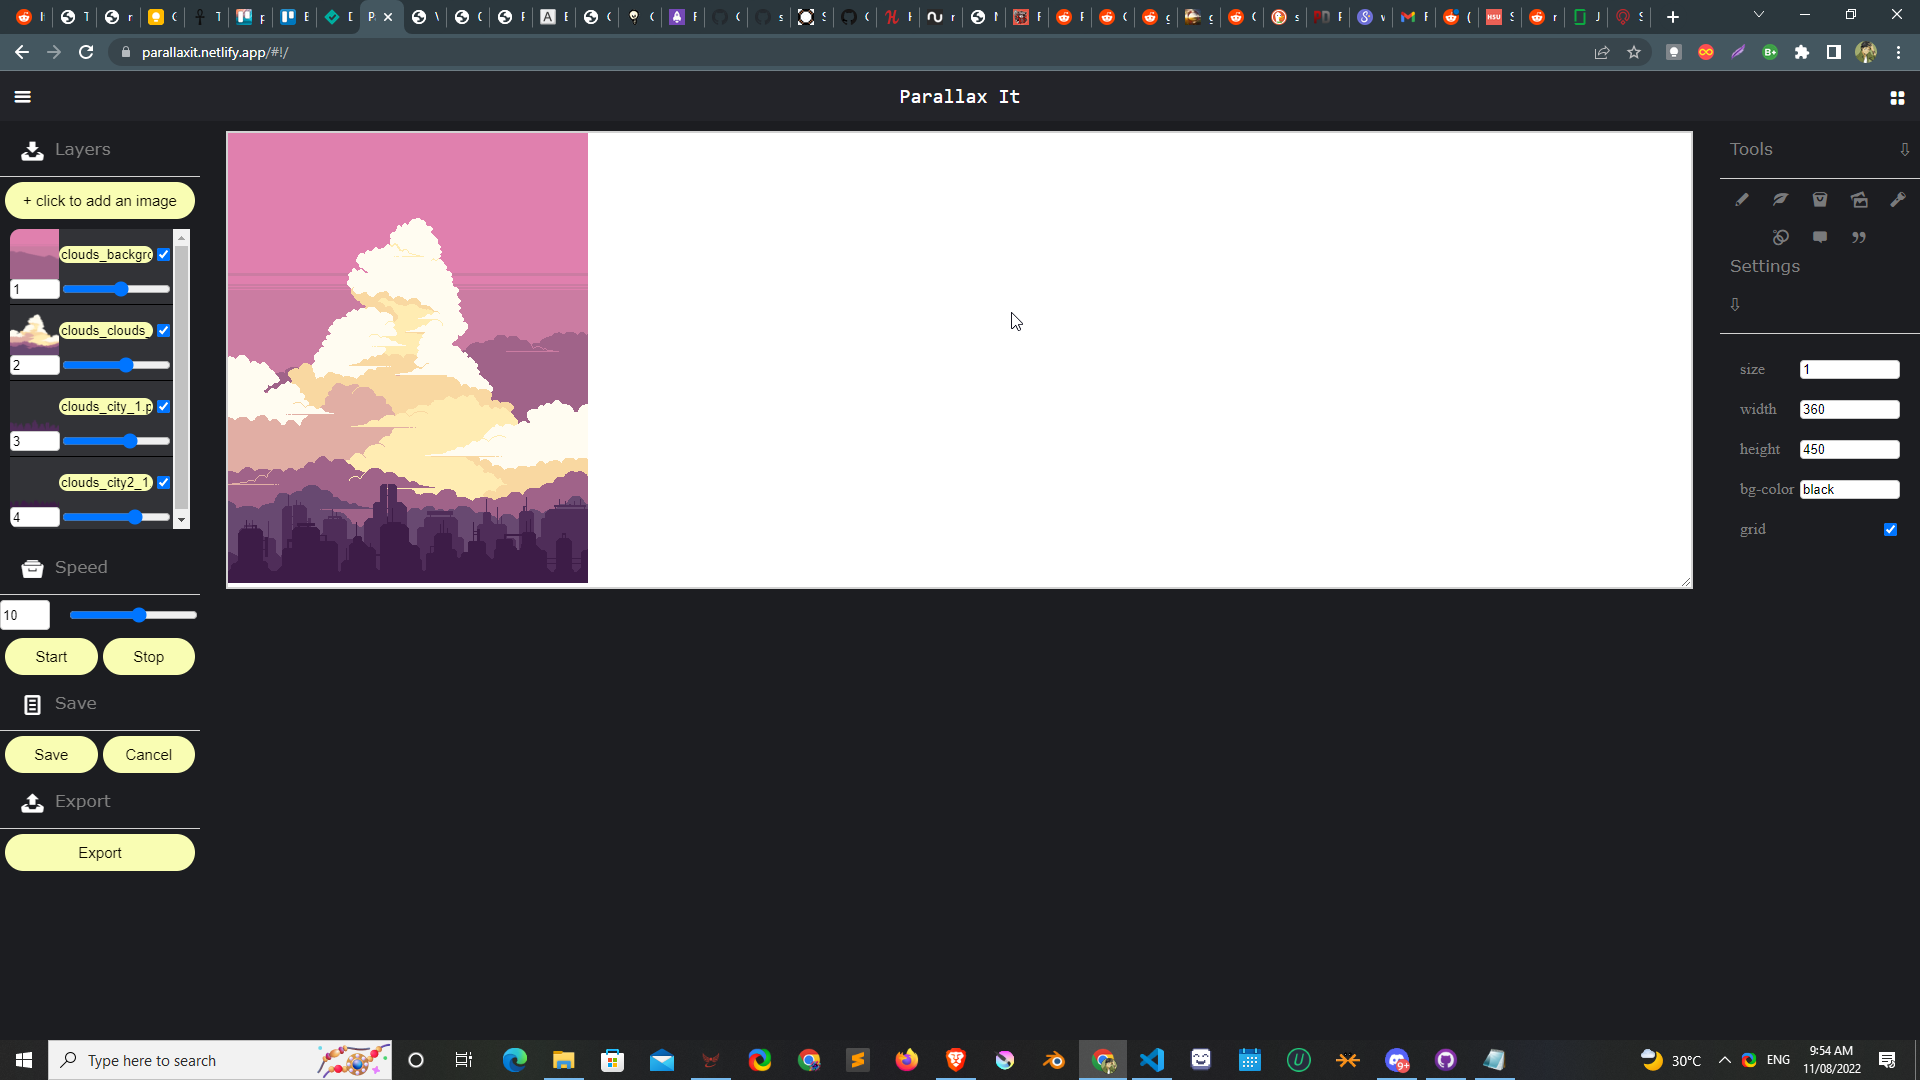 parallaxit.netlify.app/#!/
Parallax It
Layers
+ click to add an image
clouds_backgro
1
clouds_clouds_
2
clouds_city_1.p
3
clouds_city2_1
4
Speed
10
Start Stop
Save
Save Cancel
Export
Export
Tools
Settings
size 1
width 360
height 450
bg-color black
grid
Type here to search
30°C
ENG
9:54 AM
11/08/2022